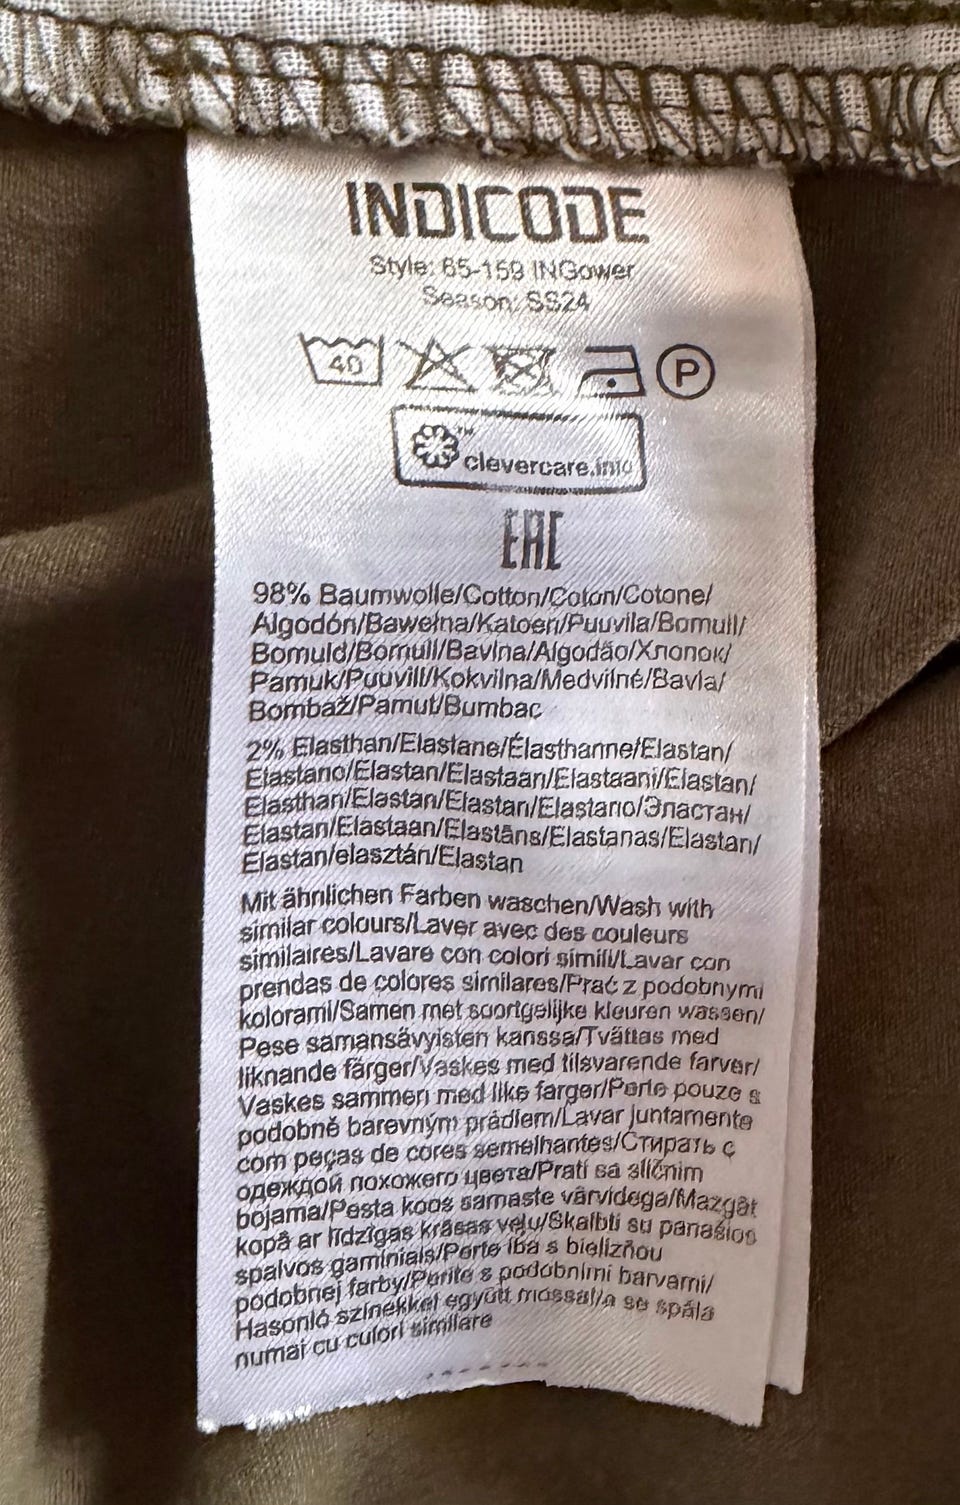 INDICODE
Style: 65-159 INGower
Season: SS24
40
P
clevercare.info
EAC
98% Baumwolle/Cotton/Coton/Cotone/
Algodón/Bawełna/Katoen/Puuvila/Bomull/
Bomuld/Bomull/Bavlna/Algodão/Хлопок/
Pamuk/Puuvill/Kokvilna/Medvilnė/Bavla/
Bombaž/Pamut/Bumbac
2% Elasthan/Elastane/Élasthanne/Elastan/
Elastano/Elastan/Elastaan/Elastaani/Elastan/
Elasthan/Elastan/Elastan/Elastano/Эластан/
Elastan/Elastaan/Elastāns/Elastanas/Elastan/
Elastan/elasztán/Elastan
Mit ähnlichen Farben waschen/Wash with
similar colours/Laver avec des couleurs
similaires/Lavare con colori simili/Lavar con
prendas de colores similares/Prać z podobnymi
kolorami/Samen met soortgelijke kleuren wassen/
Pese samansävyisten kanssa/Tvättas med
liknande färger/Vaskes med tilsvarende farver/
Vaskes sammen med like farger/Perte pouze s
podobně barevným prádlem/Lavar juntamente
com peças de cores semelhantes/Стирать с
одеждой похожего цвета/Prati sa sličnim
bojama/Pesta koos samaste värvidega/Mazgāt
kopā ar līdzīgas krāsas veļu/Skalbti su panašios
spalvos gaminiais/Perte iba s bielizňou
podobnej farby/Perite s podobnimi barvami/
Hasonló színekkel együtt mossal/a se spăla
numai cu culori similare